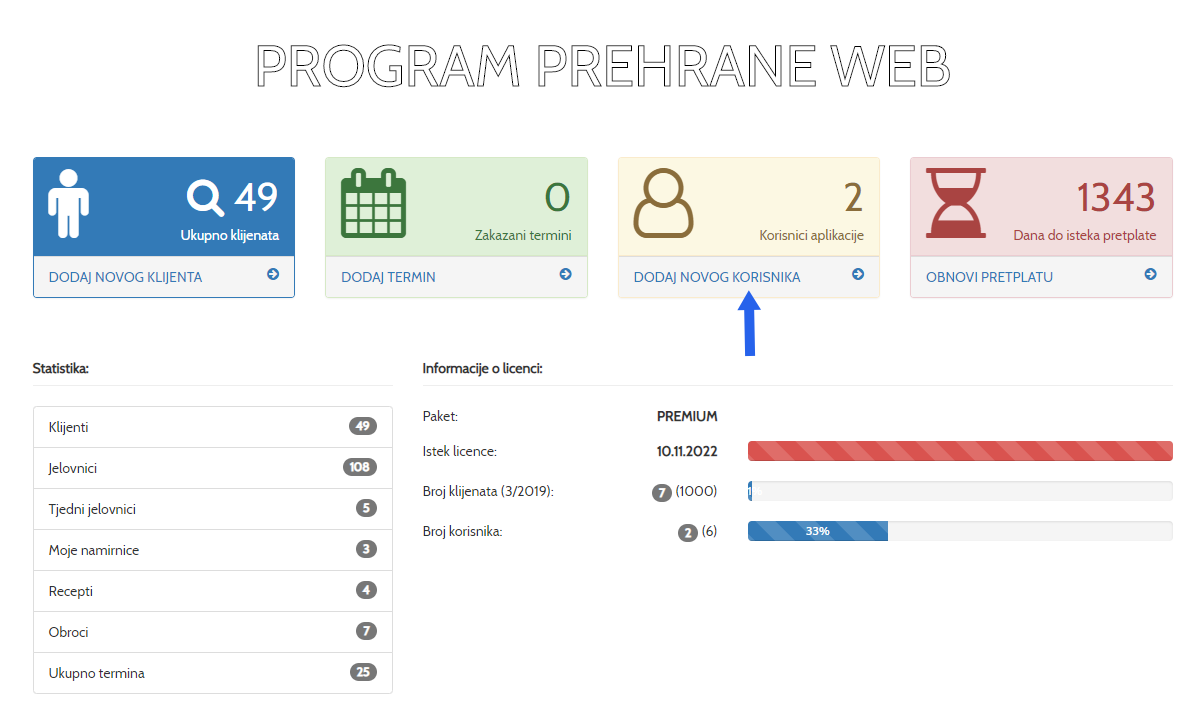 PROGRAM PREHRANE WEB
49
Ukupno klijenata
DODAJ NOVOG KLIJENTA
0
Zakazani termini
DODAJ TERMIN
2
Korisnici aplikacije
DODAJ NOVOG KORISNIKA
1343
Dana do isteka pretplate
OBNOVI PRETPLATU
Statistika:
Klijenti 49
Jelovnici 108
Tjedni jelovnici 5
Moje namirnice 3
Recepti 4
Obroci 7
Ukupno termina 25
Informacije o licenci:
Paket: PREMIUM
Istek licence: 10.11.2022
Broj klijenata (3/2019): 7 (1000) 1%
Broj korisnika: 2 (6) 33%